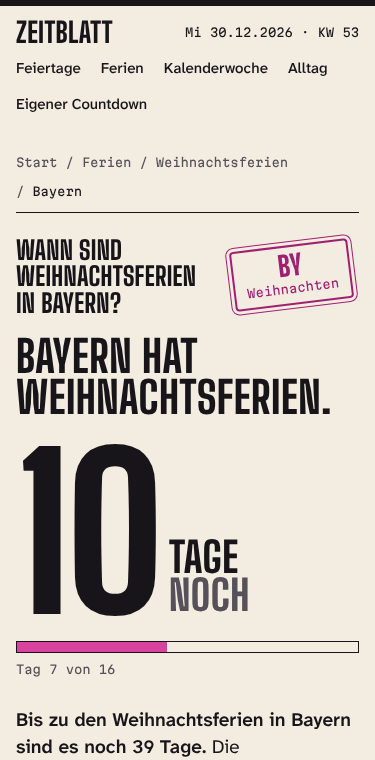 ZEITBLATT
Mi 30.12.2026 · KW 53
Feiertage Ferien Kalenderwoche Alltag
Eigener Countdown
Start / Ferien / Weihnachtsferien
/ Bayern
WANN SIND
WEIHNACHTSFERIEN
IN BAYERN?
BY
Weihnachten
BAYERN HAT
WEIHNACHTSFERIEN.
10
TAGE
NOCH
Tag 7 von 16
Bis zu den Weihnachtsferien in Bayern
sind es noch 39 Tage. Die